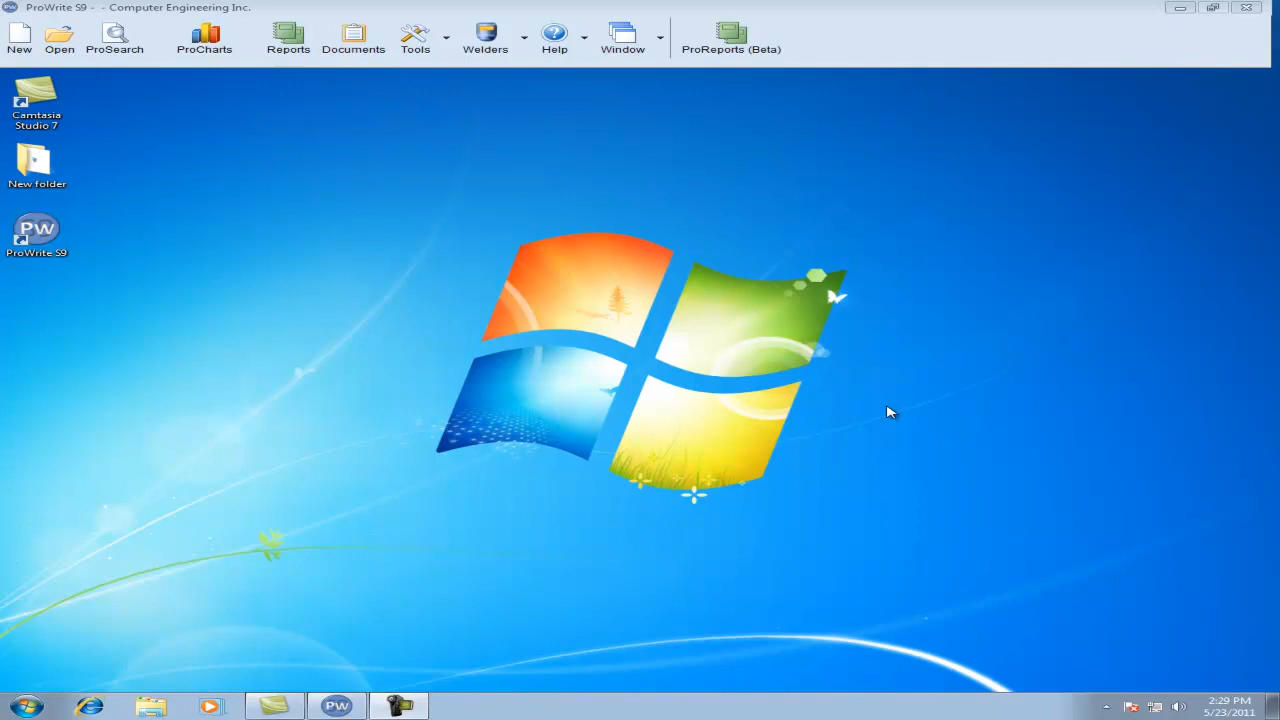 ProWrite S9 - - Computer Engineering Inc.
New Open ProSearch ProCharts Reports Documents Tools Welders Help Window ProReports (Beta)
Camtasia
Studio 7
New folder
PW
ProWrite S9
PW
2:29 PM
5/23/2011